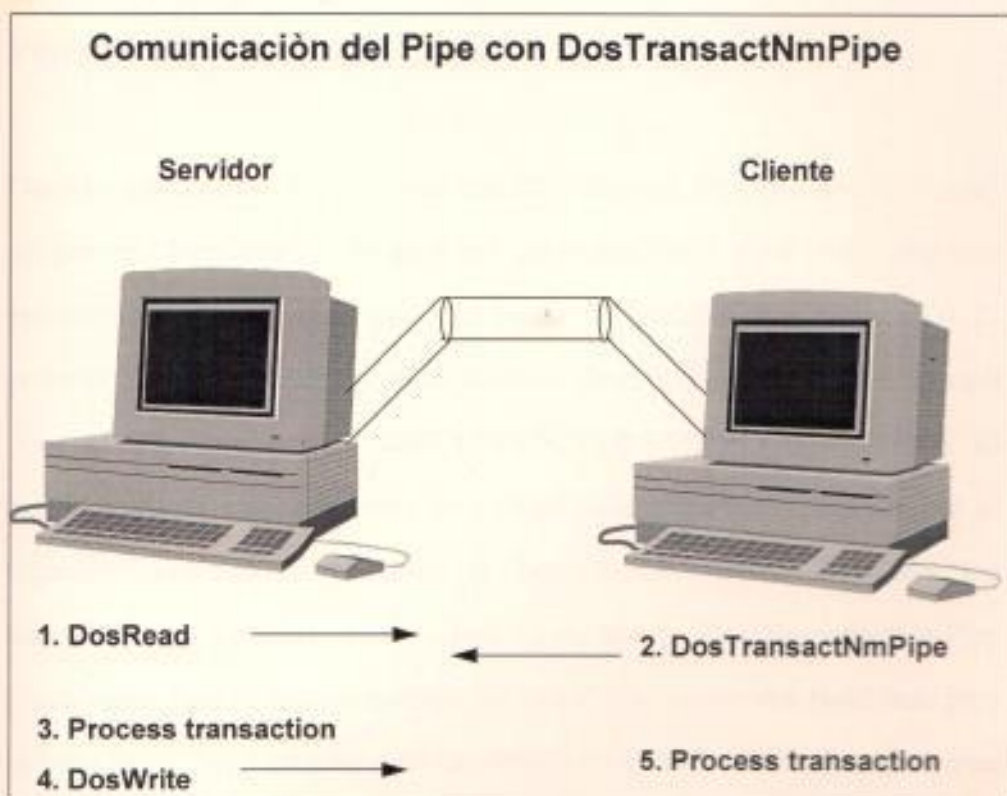 Comunicaciòn del Pipe con DosTransactNmPipe
Servidor
Cliente
1. DosRead
2. DosTransactNmPipe
3. Process transaction
4. DosWrite
5. Process transaction